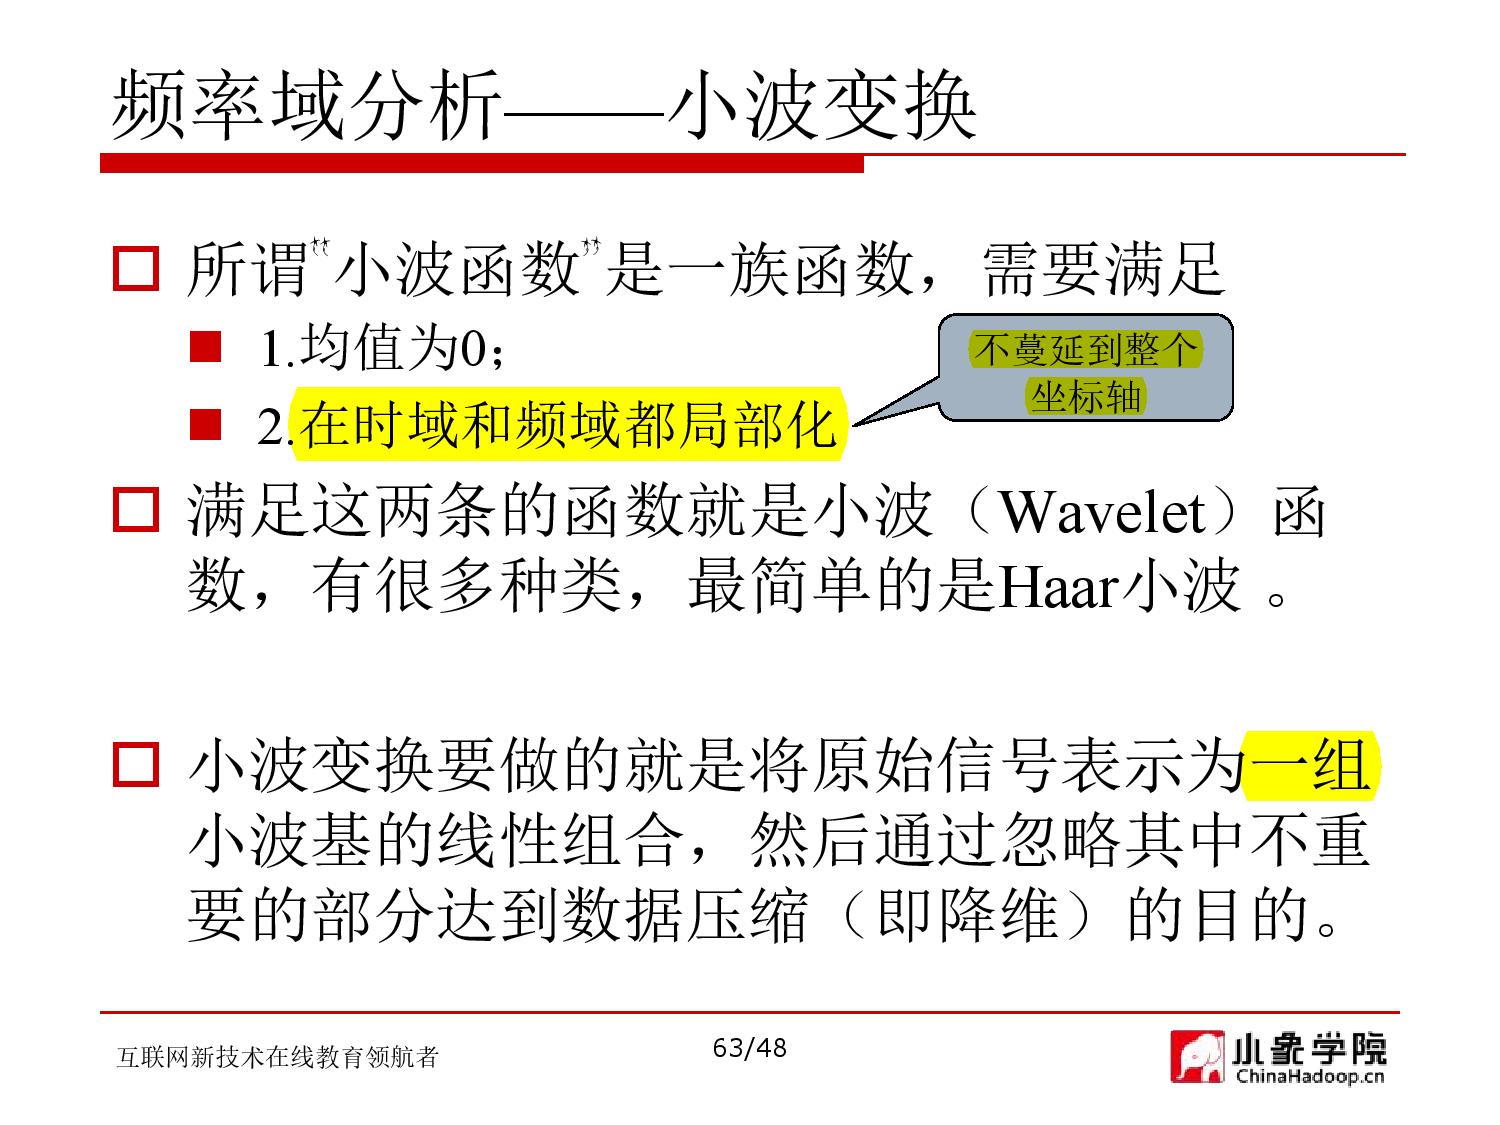 频率域分析——小波变换
所谓“小波函数”是一族函数，需要满足
1.均值为0；
不蔓延到整个
坐标轴
2.在时域和频域都局部化
满足这两条的函数就是小波（Wavelet）函
数，有很多种类，最简单的是Haar小波 。
小波变换要做的就是将原始信号表示为一组
小波基的线性组合，然后通过忽略其中不重
要的部分达到数据压缩（即降维）的目的。
互联网新技术在线教育领航者
63/48
小象学院
ChinaHadoop.cn